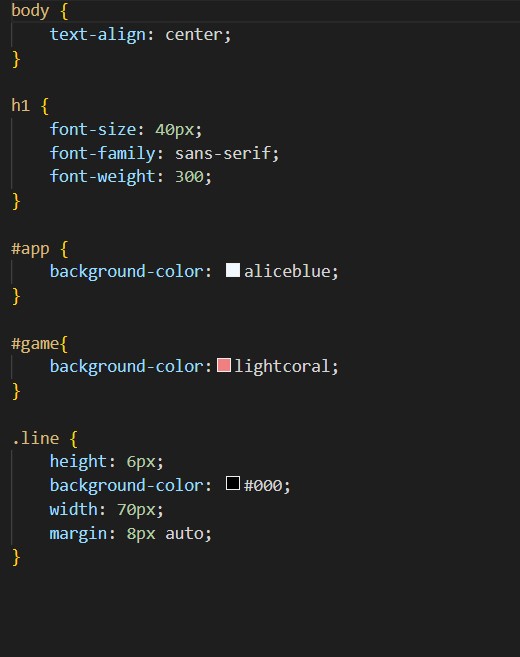 body {
    text-align: center;
}
h1 {
    font-size: 40px;
    font-family: sans-serif;
    font-weight: 300;
}
#app {
    background-color: aliceblue;
}
#game{
    background-color: lightcoral;
}
.line {
    height: 6px;
    background-color: #000;
    width: 70px;
    margin: 8px auto;
}